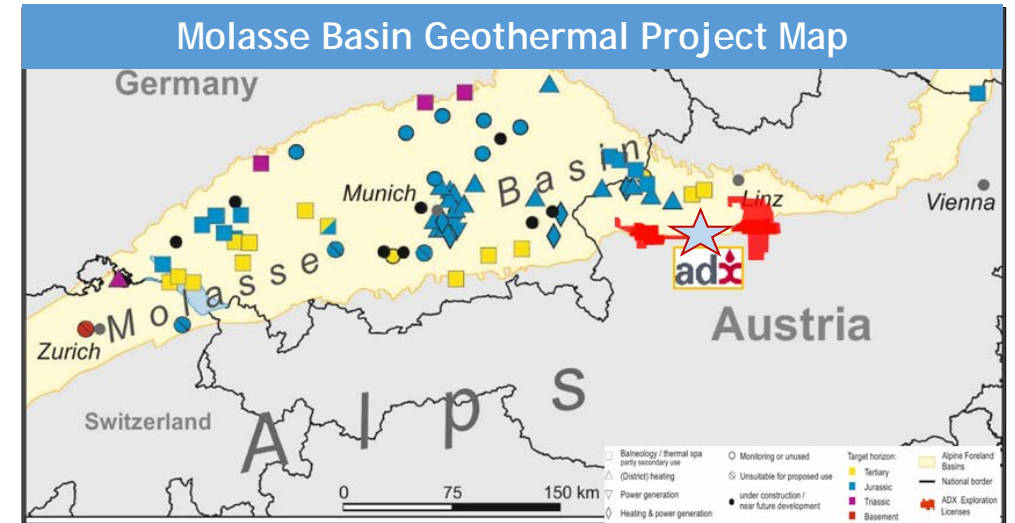 Molasse Basin Geothermal Project Map
Germany
Munich
Molasse Basin
Linz
Vienna
adx
Austria
Zurich
Switzerland
Alps
0 75 150 km
Balneology / thermal spa
partly secondary use
(District) heating
Power generation
Heating & power generation
Monitoring or unused
Unsuitable for proposed use
under construction /
near future development
Target horizon:
Tertiary
Jurassic
Triassic
Basement
Alpine Foreland
Basins
National border
ADX Exploration
Licenses